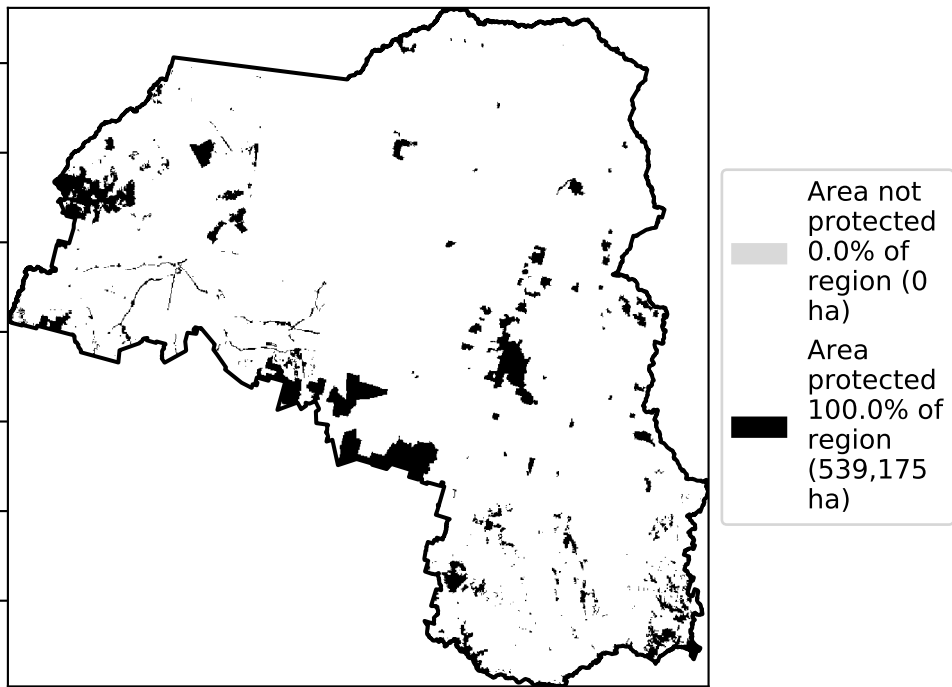 Area not
protected
0.0% of
region (0
ha)
Area
protected
100.0% of
region
(539,175
ha)